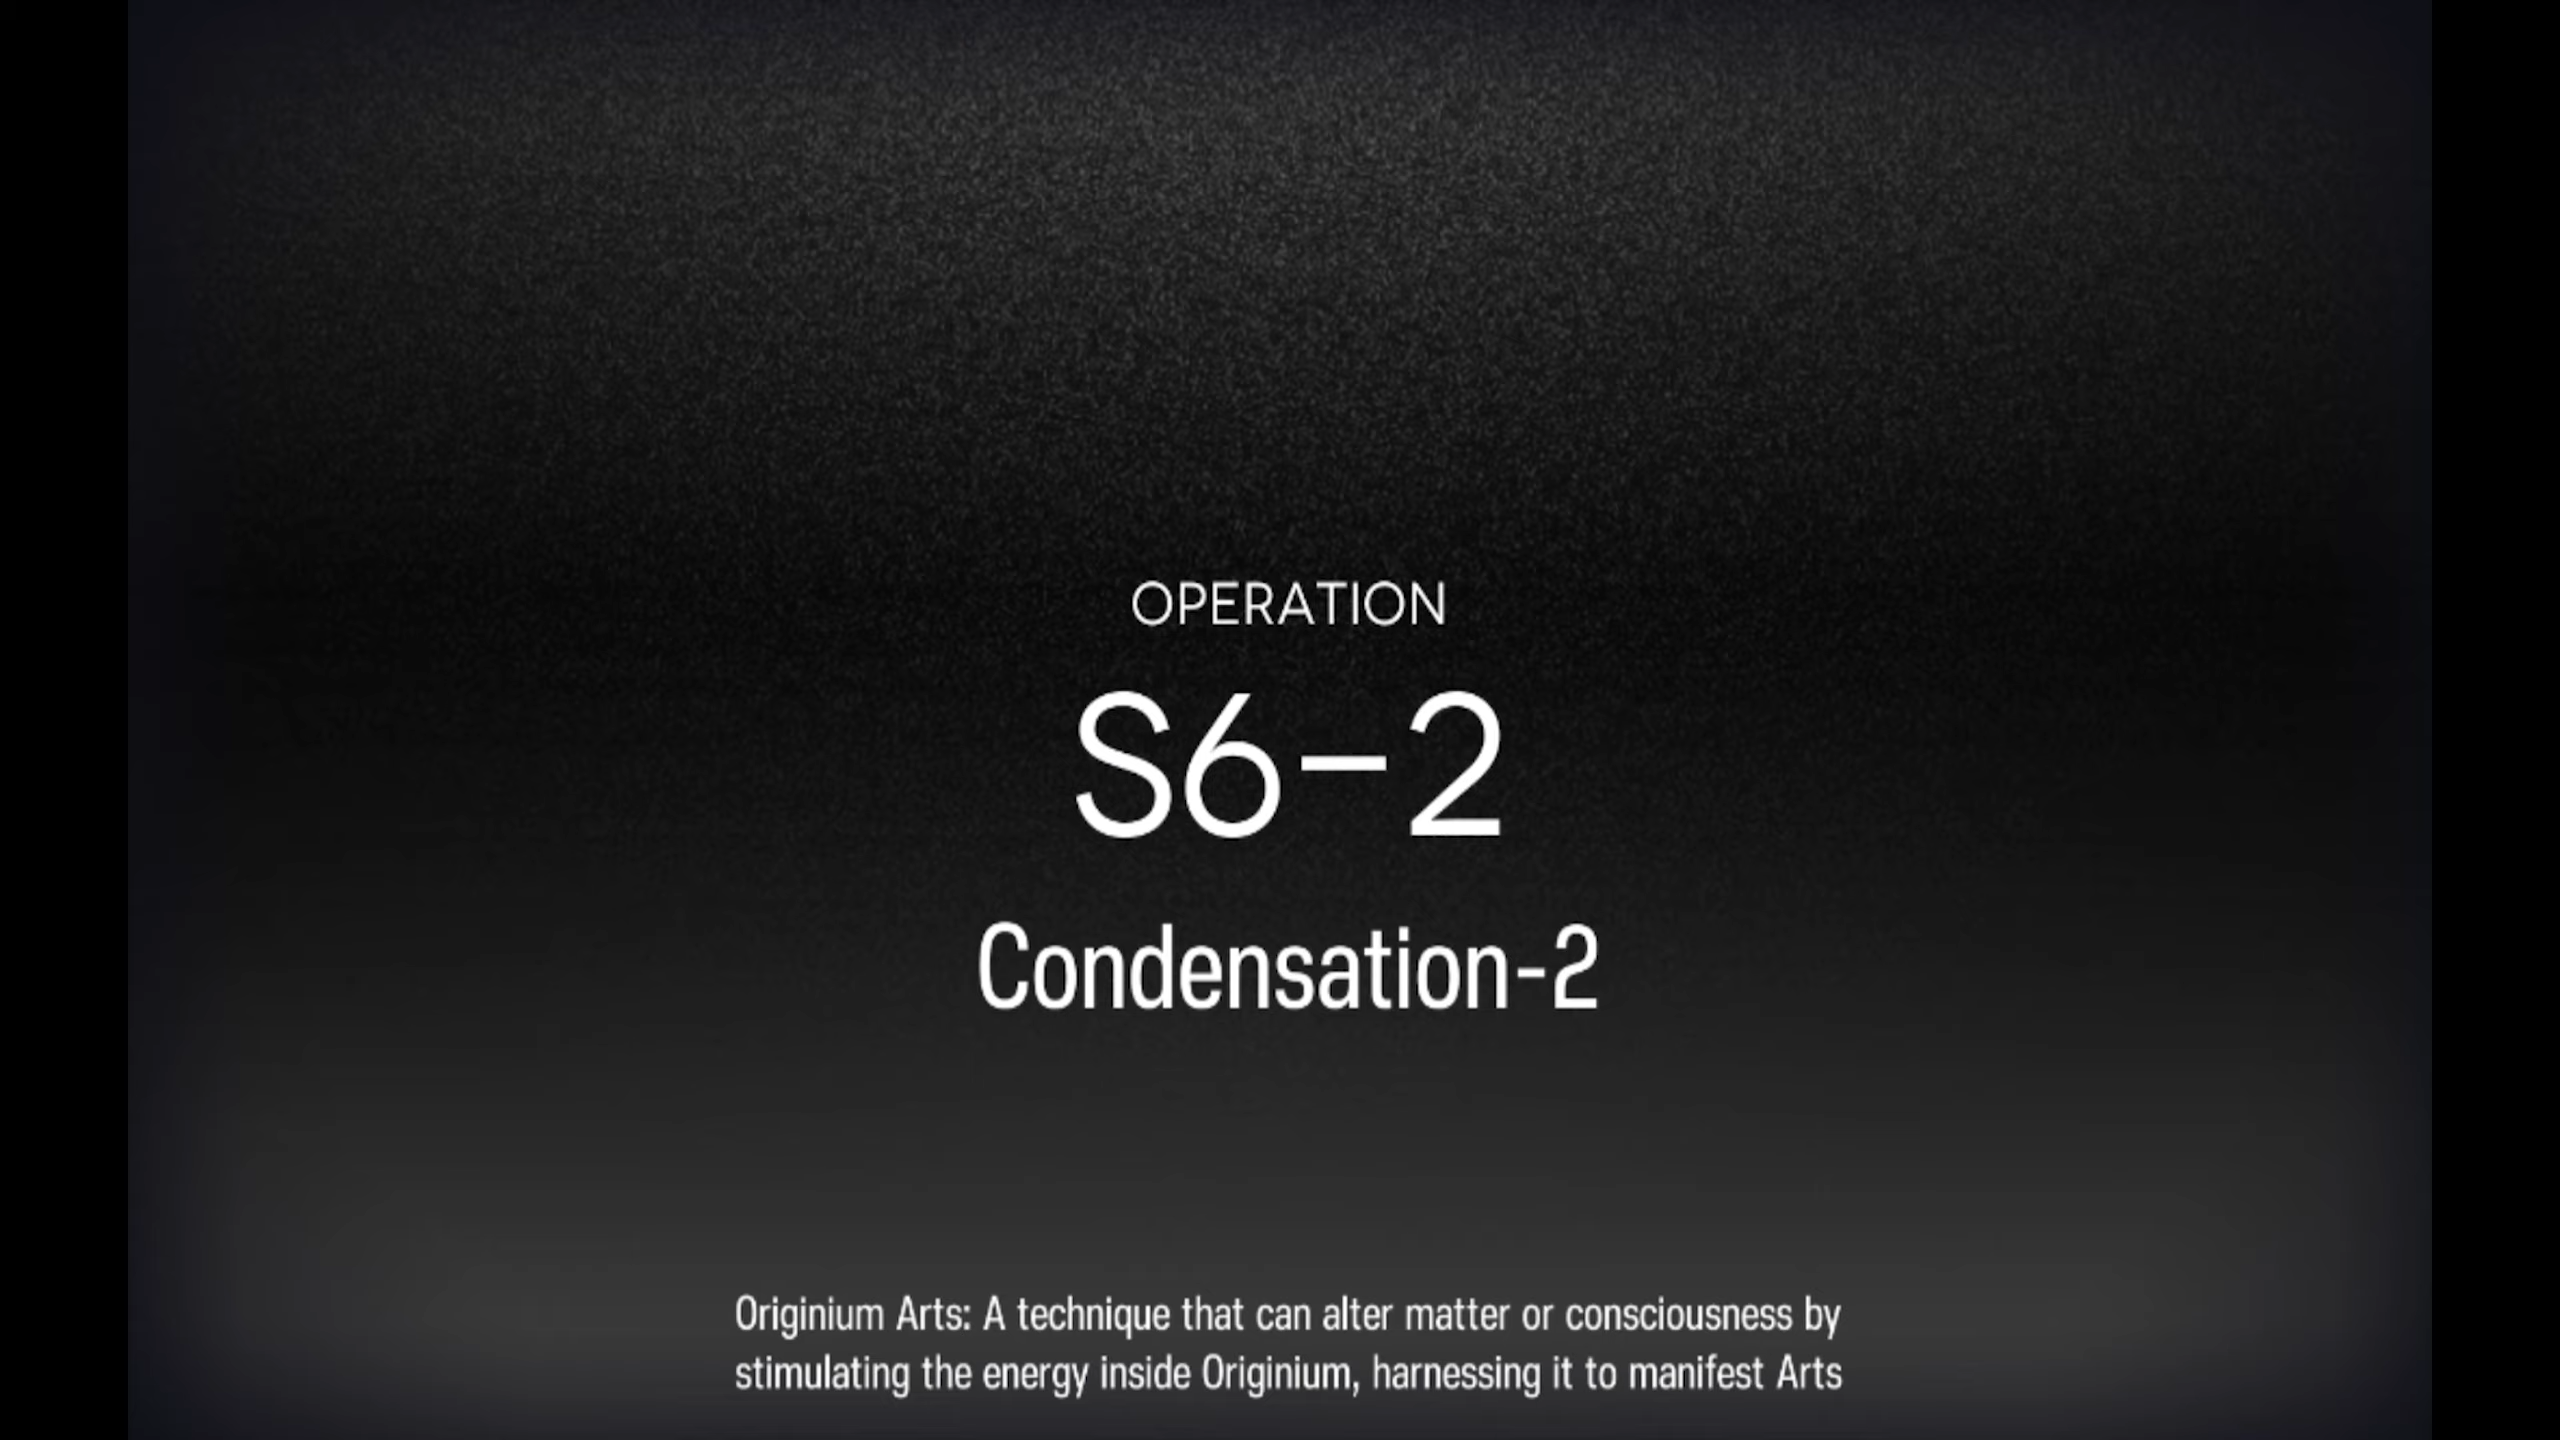 OPERATION
S6-2
Condensation-2
Originium Arts: A technique that can alter matter or consciousness by
stimulating the energy inside Originium, harnessing it to manifest Arts